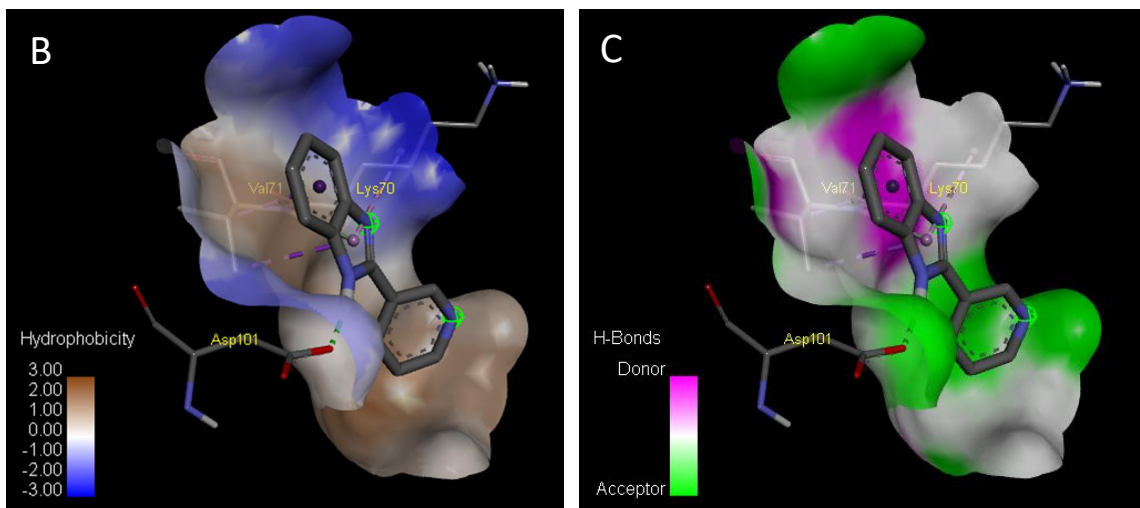 B
Val71 Lys70
Asp101
Hydrophobicity
3.00
2.00
1.00
0.00
-1.00
-2.00
-3.00
C
Val71 Lys70
Asp101
H-Bonds
Donor
Acceptor